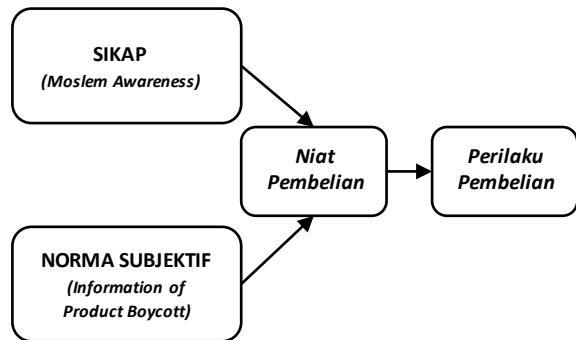 SIKAP
(Moslem Awareness)
Niat
Pembelian
Perilaku
Pembelian
NORMA SUBJEKTIF
(Information of
Product Boycott)